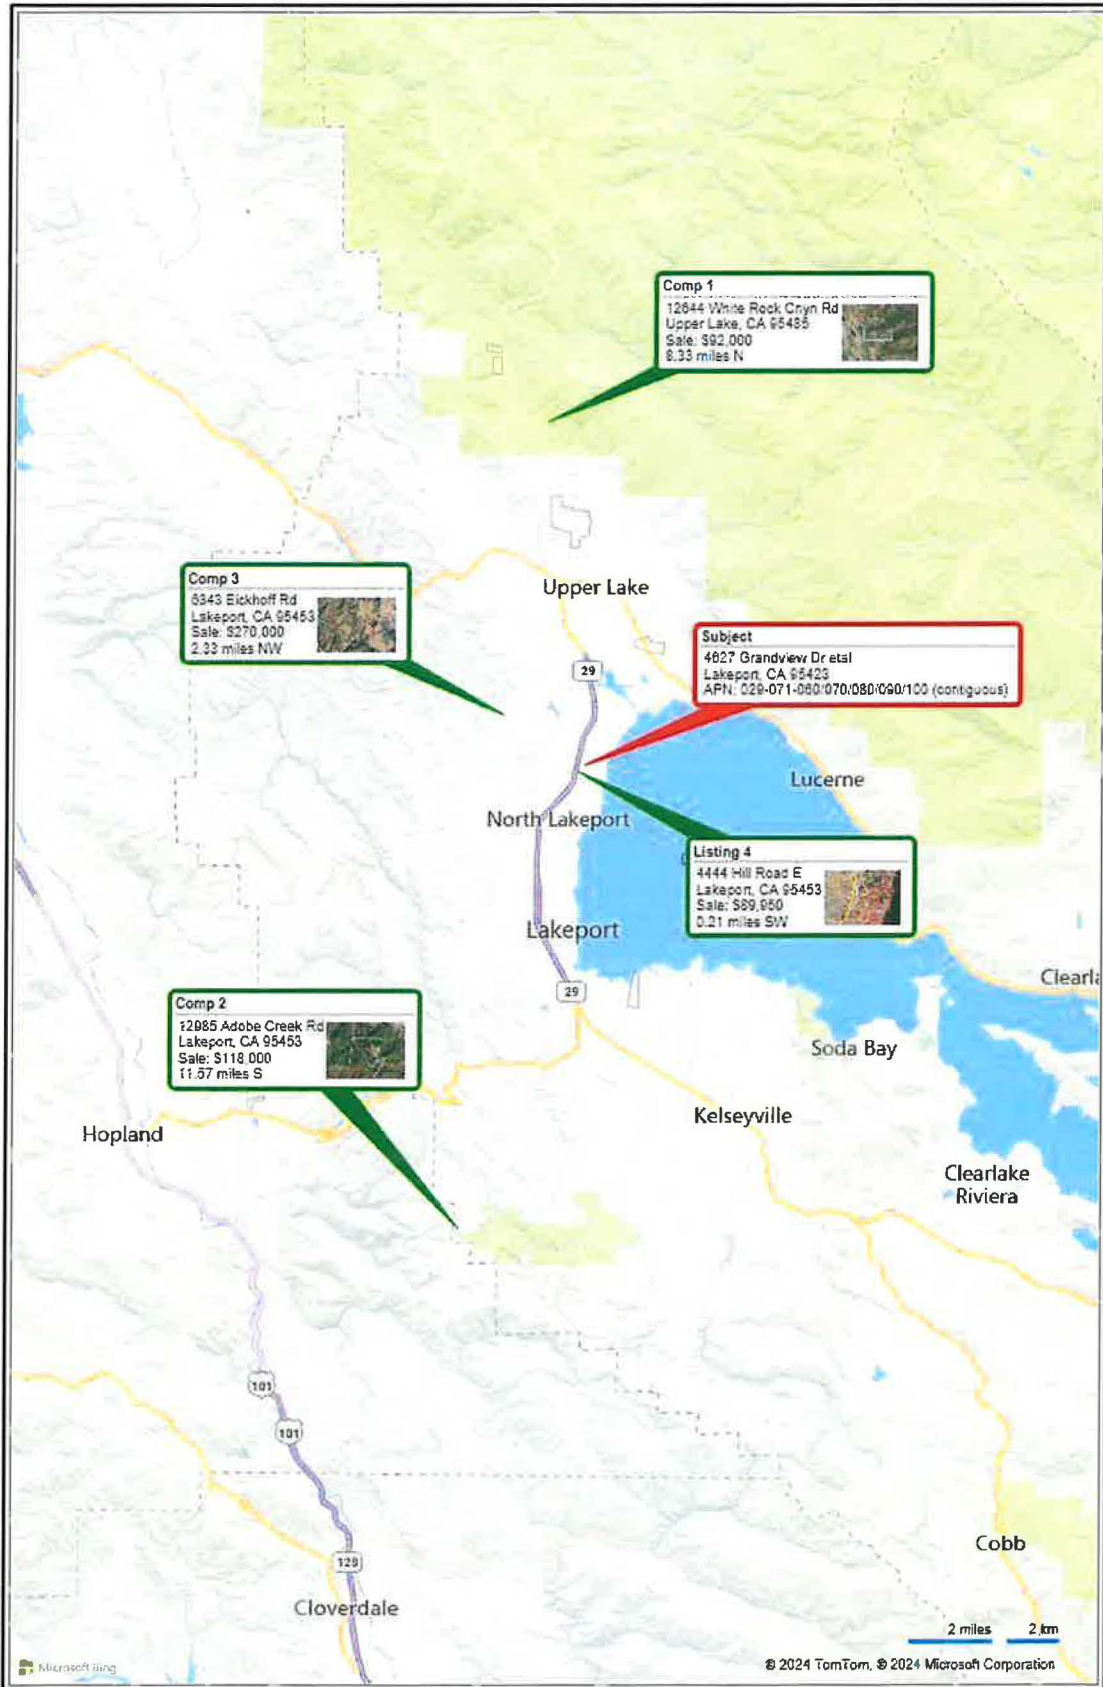 Comp 1
12644 White Rock Cnyn Rd
Upper Lake, CA 95485
Sale: $92,000
8.33 miles N
Comp 3
6343 Eickhoff Rd
Lakeport, CA 95453
Sale: $270,000
2.33 miles NW
Upper Lake
Subject
4627 Grandview Dr etal
Lakeport, CA 95423
APN: 029-071-060/070/080/090/100 (contiguous)
29
Lucerne
North Lakeport
Listing 4
4444 Hill Road E
Lakeport, CA 95453
Sale: $89,950
0.21 miles SW
Lakeport
Clearla
29
Comp 2
12985 Adobe Creek Rd
Lakeport, CA 95453
Sale: $118,000
11.57 miles S
Soda Bay
Kelseyville
Hopland
Clearlake
Riviera
101
101
Cobb
128
Cloverdale
2 miles 2 km
Microsoft Bing
© 2024 TomTom, © 2024 Microsoft Corporation